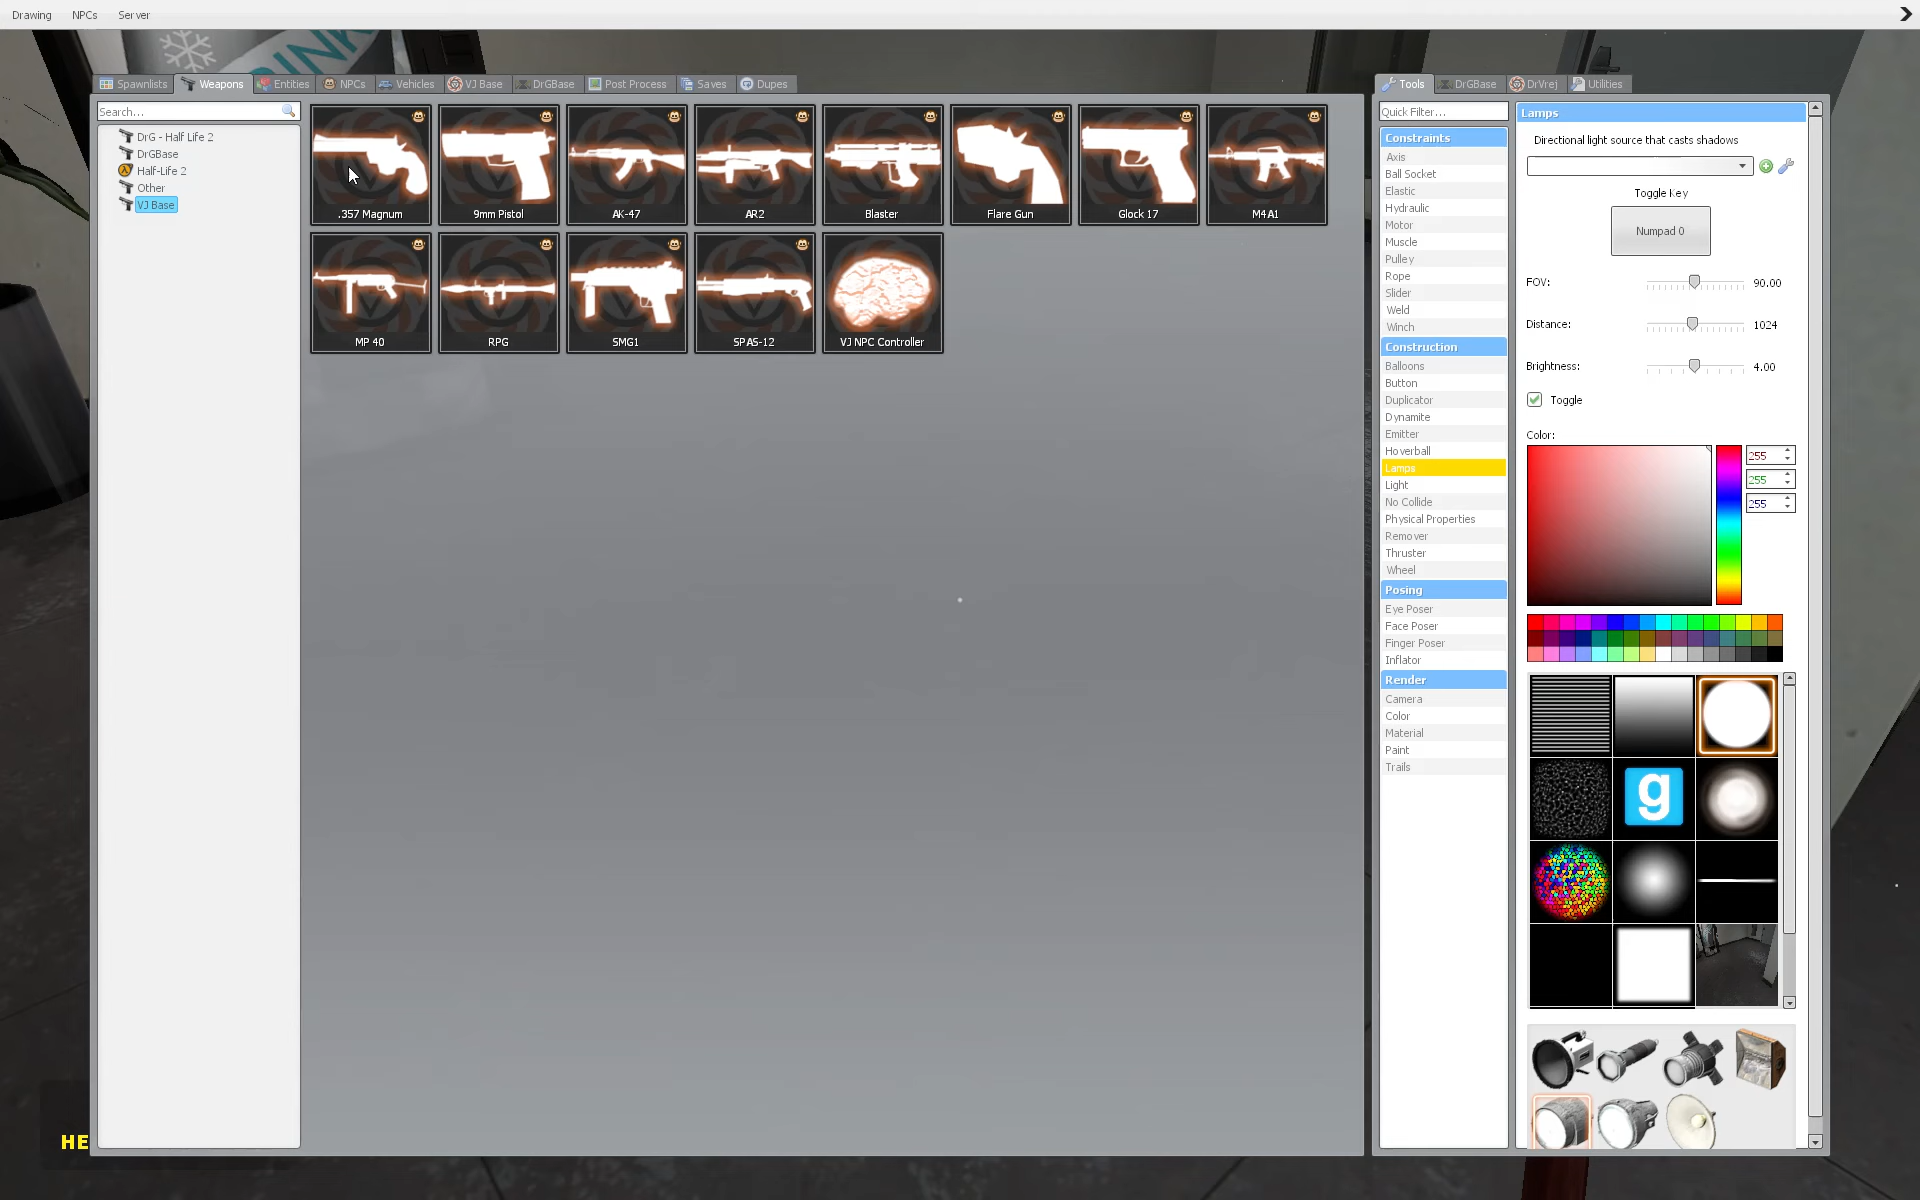 Drawing NPCs Server
INK
Spawnlists Weapons Entities NPCs Vehicles VJ Base DrGBase Post Process Saves Dupes
Search...
DrG - Half Life 2
DrGBase
Half-Life 2
Other
VJ Base
.357 Magnum 9mm Pistol AK-47 AR2 Blaster Flare Gun Glock 17 M4A1
MP 40 RPG SMG1 SPAS-12 VJ NPC Controller
HE
Tools DrGBase DrVrej Utilities
Quick Filter...
Constraints
Axis
Ball Socket
Elastic
Hydraulic
Motor
Muscle
Pulley
Rope
Slider
Weld
Winch
Construction
Balloons
Button
Duplicator
Dynamite
Emitter
Hoverball
Lamps
Light
No Collide
Physical Properties
Remover
Thruster
Wheel
Posing
Eye Poser
Face Poser
Finger Poser
Inflator
Render
Camera
Color
Material
Paint
Trails
Lamps
Directional light source that casts shadows
Toggle Key
Numpad 0
FOV: 90.00
Distance: 1024
Brightness: 4.00
Toggle
Color:
255
255
255
g